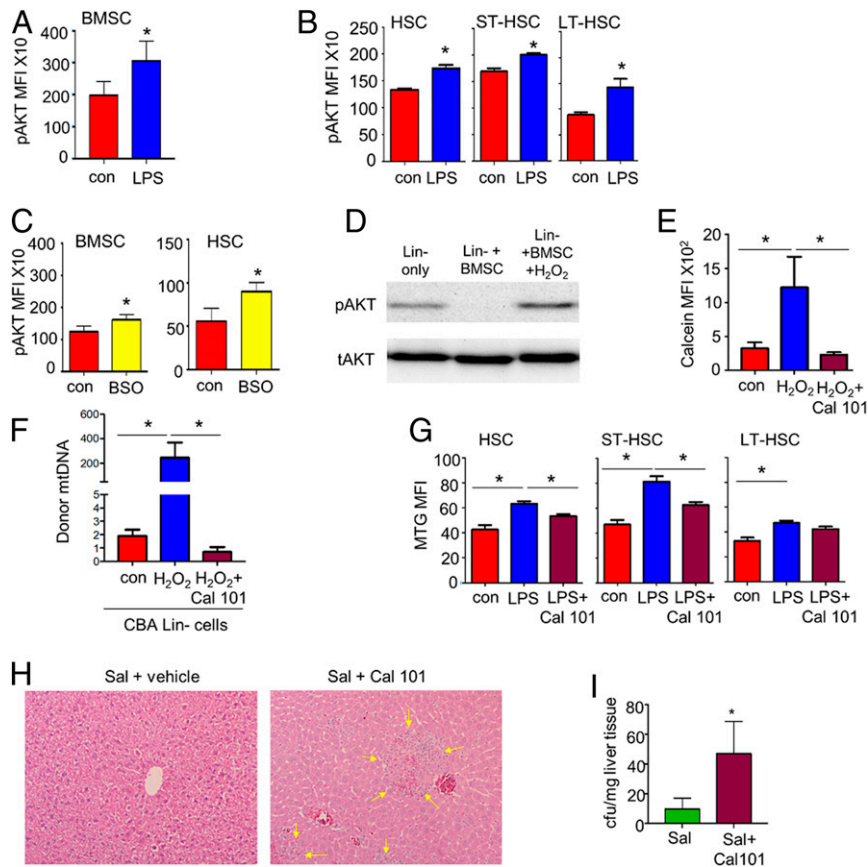 A
BMSC
pAKT MFI X10
400
300
200
100
0
*
con LPS
B
HSC ST-HSC LT-HSC
pAKT MFI X10
250
200
150
100
50
0
* * *
con LPS con LPS con LPS
C
BMSC HSC
pAKT MFI X10
400
300
200
100
0
*
con BSO
150
100
50
0
*
con BSO
D
Lin- only
Lin- + BMSC
Lin- +BMSC +H₂O₂
pAKT
tAKT
E
Calcein MFI X10²
20
15
10
5
0
* *
con H₂O₂ H₂O₂+ Cal 101
F
Donor mtDNA
600
400
200
5
4
3
2
1
0
* *
con H₂O₂ H₂O₂+ Cal 101
CBA Lin- cells
G
HSC ST-HSC LT-HSC
MTG MFI
100
80
60
40
20
0
* * * * *
con LPS LPS+ Cal 101
con LPS LPS+ Cal 101
con LPS LPS+ Cal 101
H
Sal + vehicle Sal + Cal 101
I
cfu/mg liver tissue
80
60
40
20
0
*
Sal Sal+ Cal101